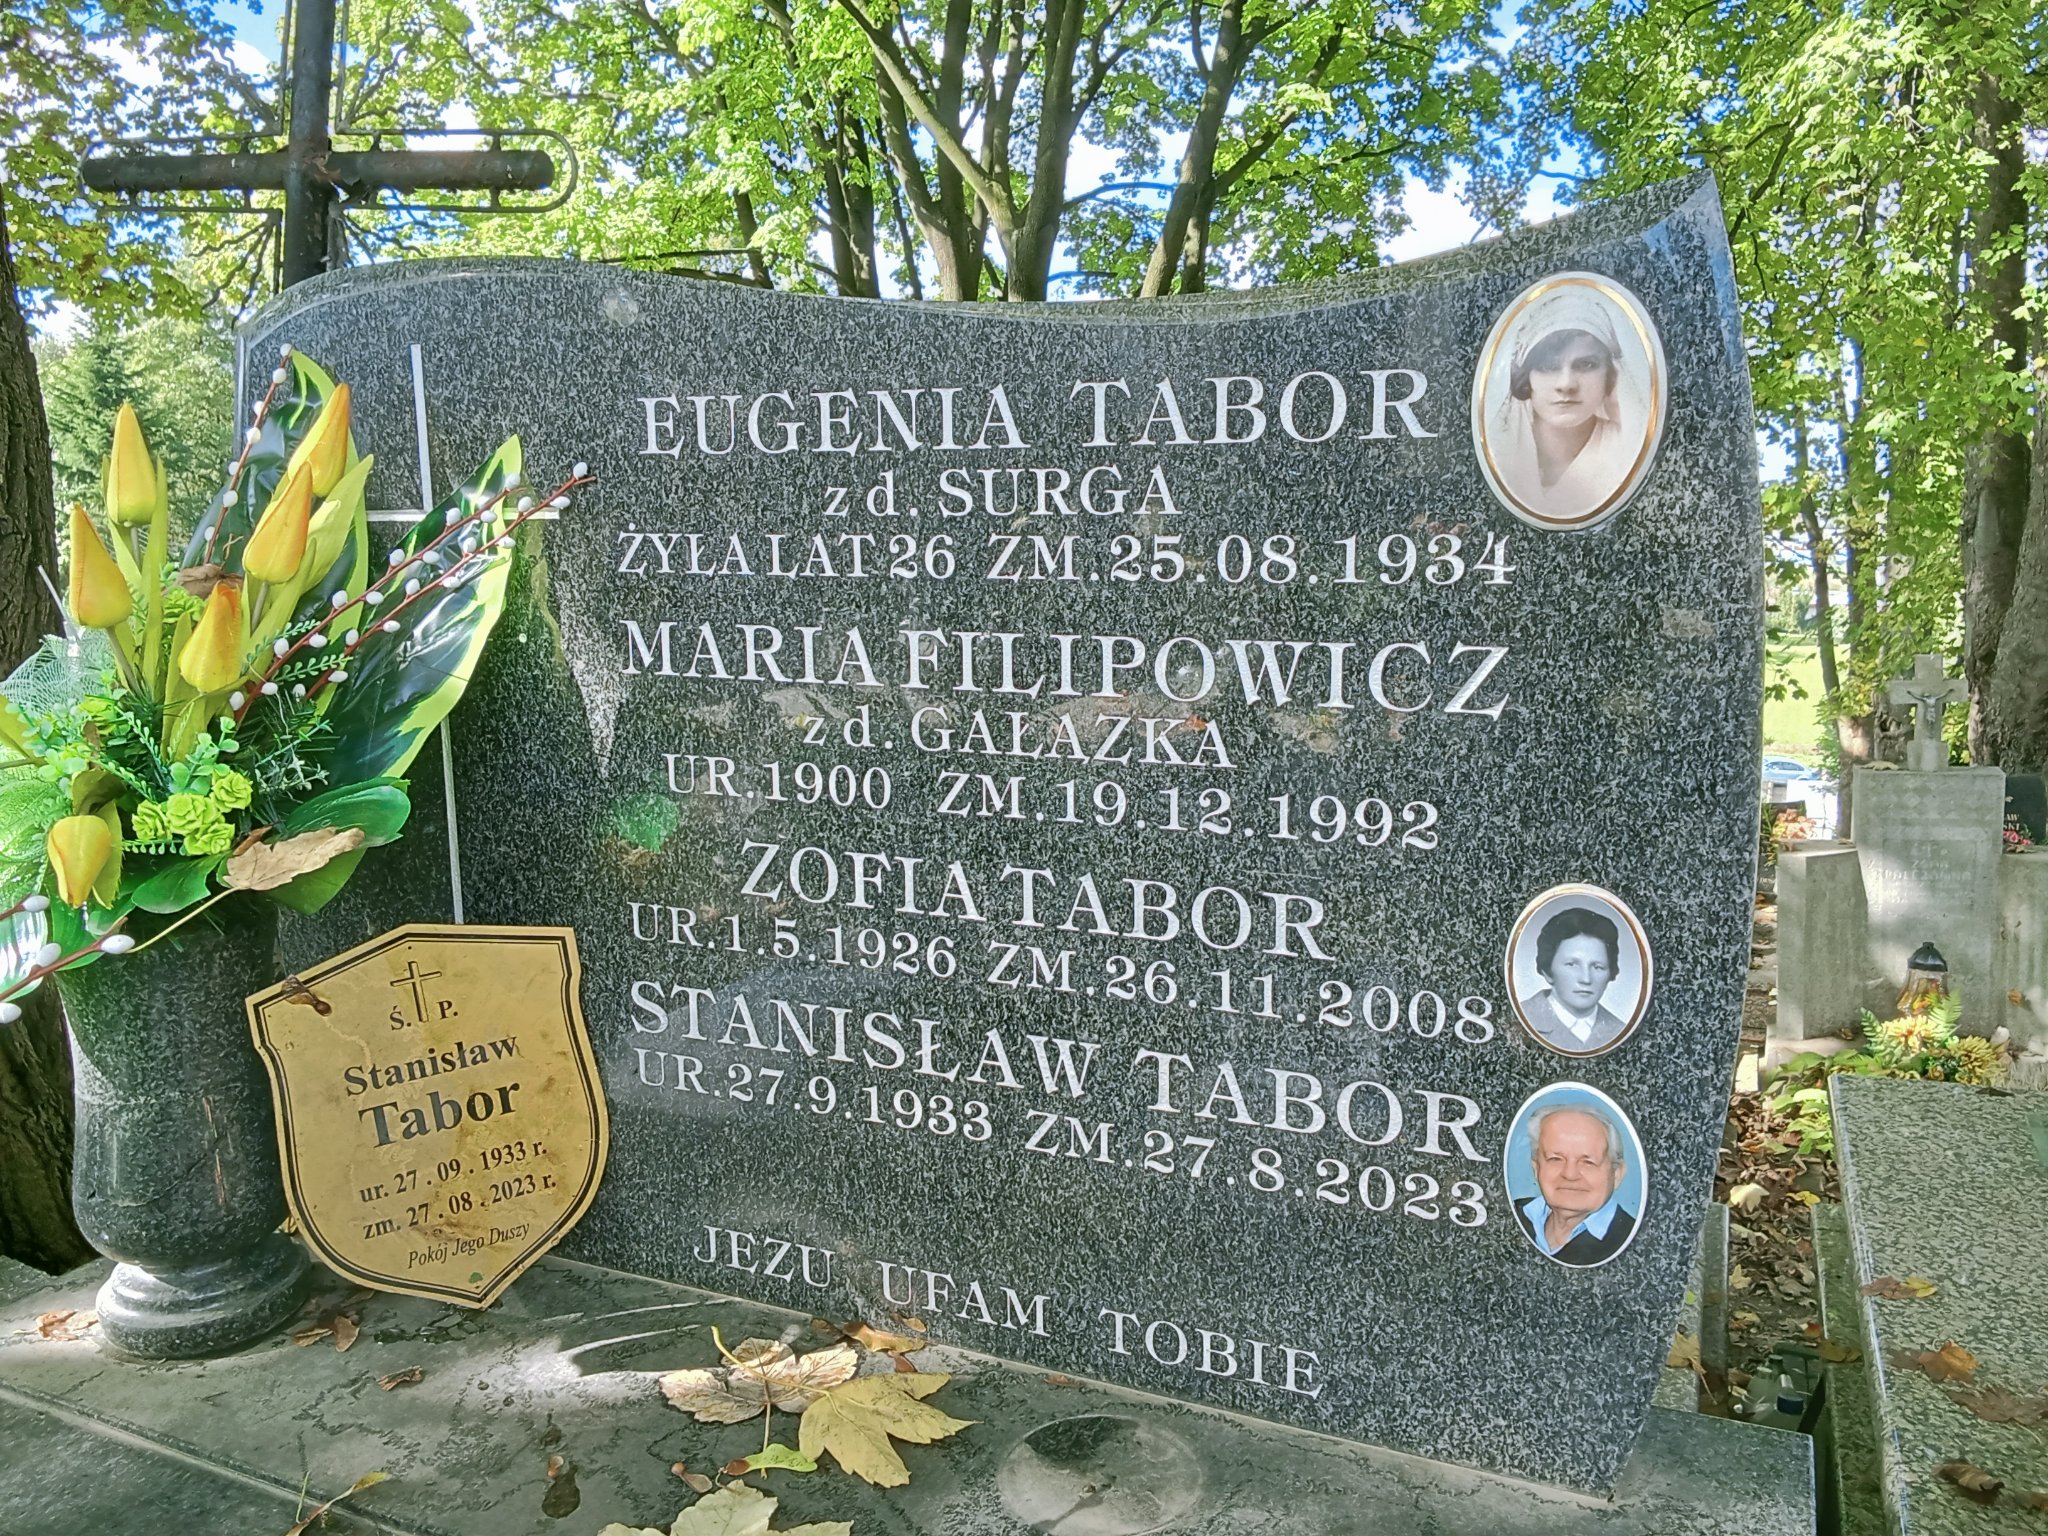 EUGENIA TABOR
zd. SURGA
ŻYŁA LAT 26 ZM.25.08.1934
MARIA FILIPOWICZ
zd. GAŁĄZKA
UR.1900 ZM.19.12.1992
ZOFIA TABOR
UR.1.5.1926 ZM.26.11.2008
STANISŁAW TABOR
UR.27.9.1933 ZM.27.8.2023
JEZU UFAM TOBIE
Ś. P.
Stanisław
Tabor
ur. 27.09.1933 r.
zm. 27.08.2023 r.
Pokój Jego Duszy